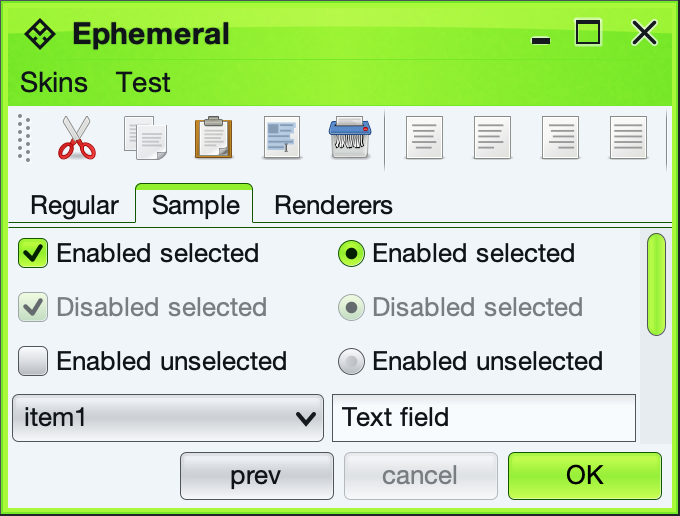 Ephemeral
Skins Test
Regular Sample Renderers
Enabled selected Enabled selected
Disabled selected Disabled selected
Enabled unselected Enabled unselected
item1 Text field
prev cancel OK